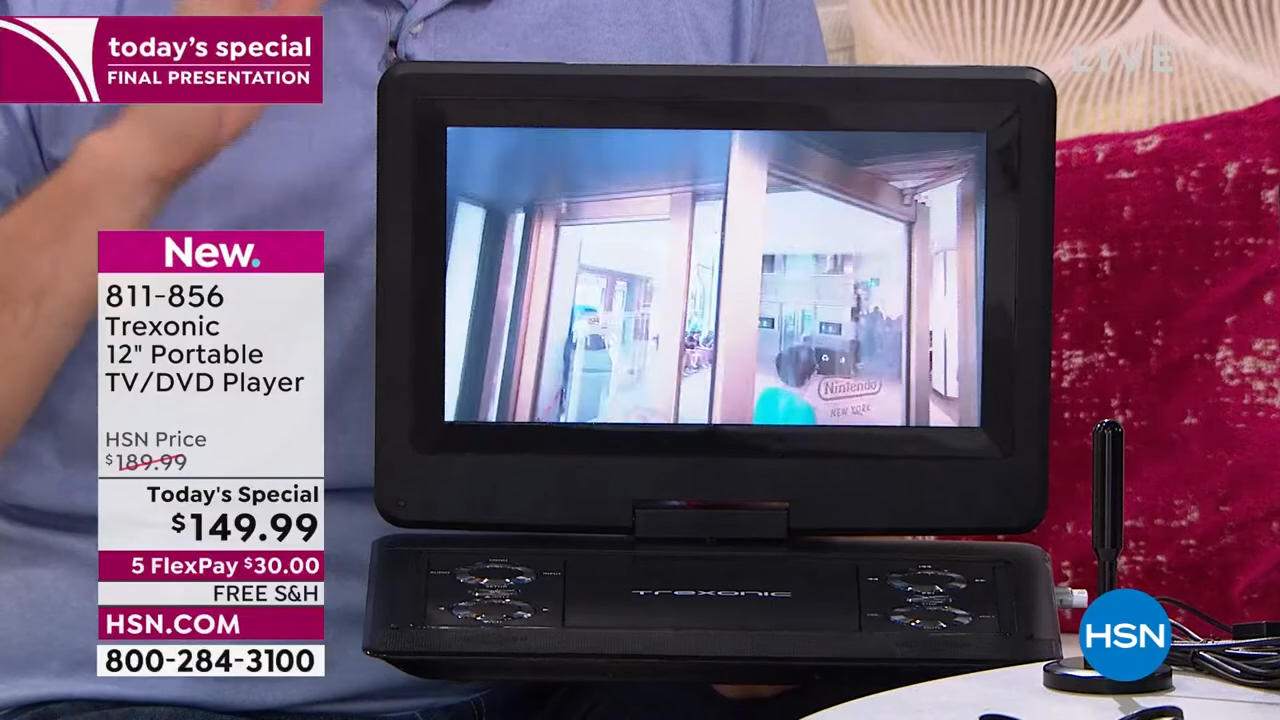 today's special
FINAL PRESENTATION
LIVE
New.
811-856
Trexonic
12" Portable
TV/DVD Player
HSN Price
$189.99
Today's Special
$149.99
5 FlexPay $30.00
FREE S&H
HSN.COM
800-284-3100
Nintendo
NEW YORK
TREXONIC
HSN